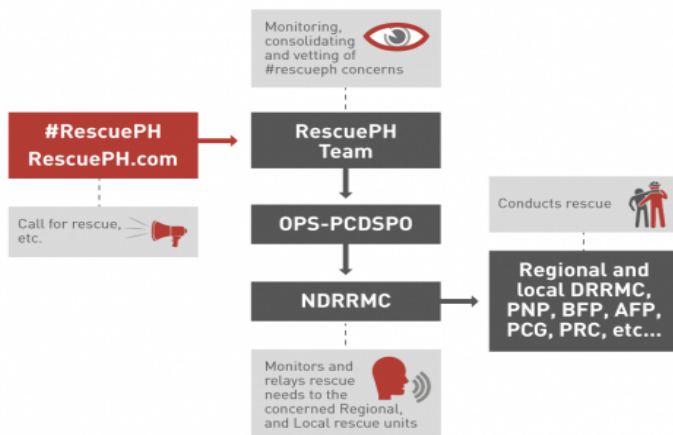 Monitoring,
consolidating
and vetting of
#rescueph concerns
#RescuePH
RescuePH.com
RescuePH
Team
Call for rescue,
etc.
OPS-PCDSPO
Conducts rescue
NDRRMC
Regional and
local DRRMC,
PNP, BFP, AFP,
PCG, PRC, etc...
Monitors and
relays rescue
needs to the
concerned Regional,
and Local rescue units